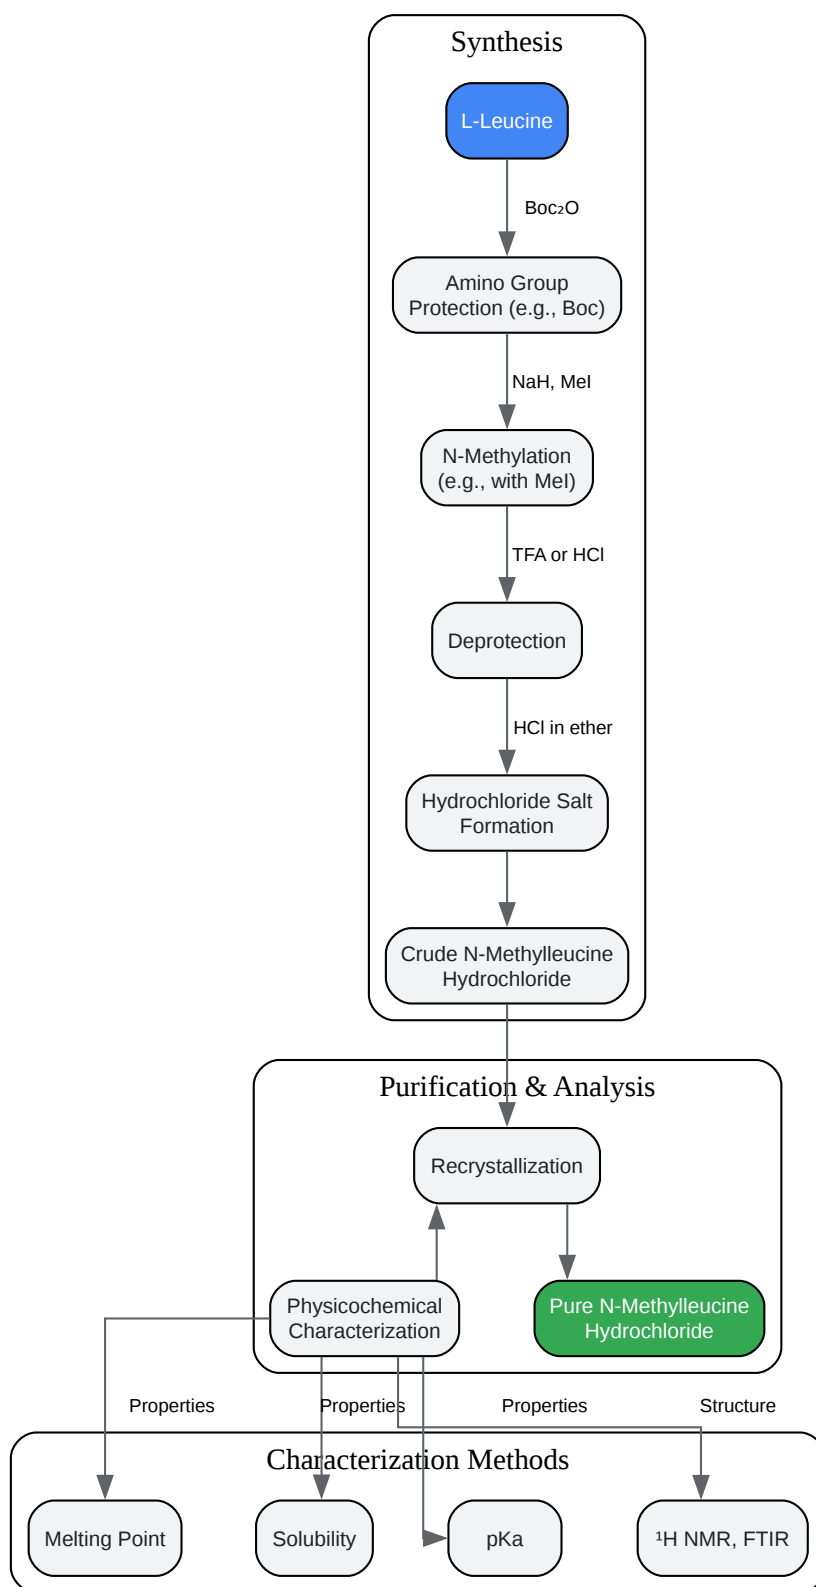 Synthesis
L-Leucine
Boc₂O
Amino Group
Protection (e.g., Boc)
NaH, MeI
N-Methylation
(e.g., with MeI)
TFA or HCl
Deprotection
HCl in ether
Hydrochloride Salt
Formation
Crude N-Methylleucine
Hydrochloride
Purification & Analysis
Recrystallization
Physicochemical
Characterization
Pure N-Methylleucine
Hydrochloride
Properties
Properties
Properties
Structure
Characterization Methods
Melting Point
Solubility
pKa
¹H NMR, FTIR